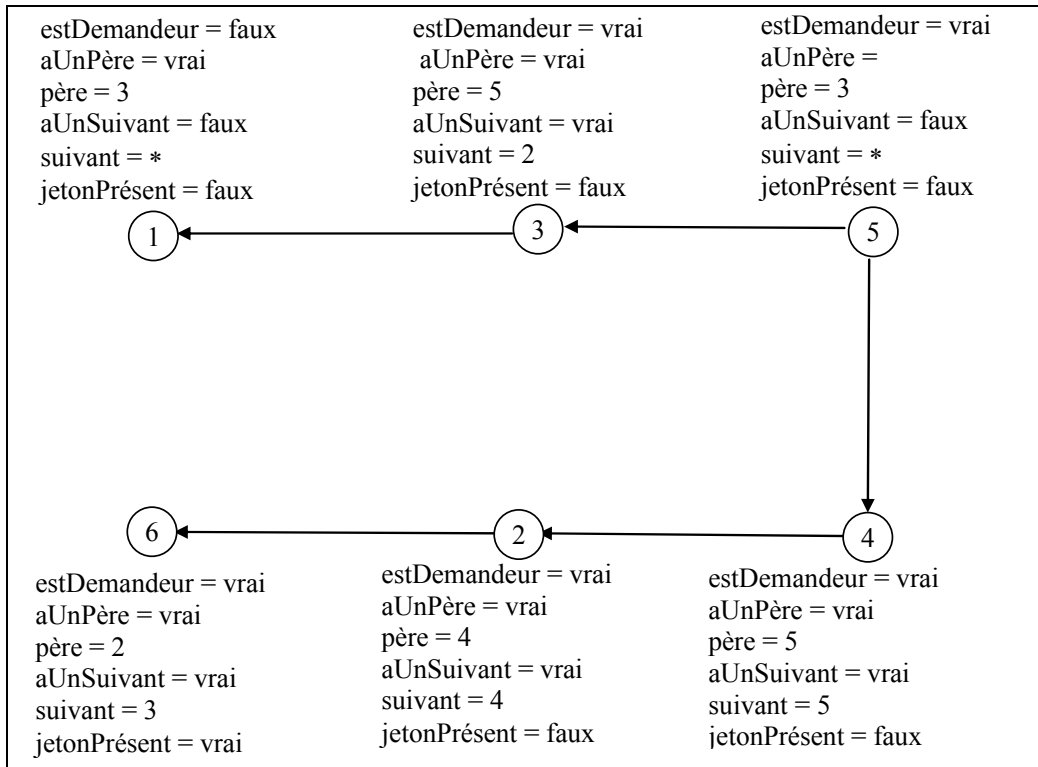 estDemandeur = faux
aUnPère = vrai
père = 3
aUnSuivant = faux
suivant = *
jetonPrésent = faux
estDemandeur = vrai
aUnPère = vrai
père = 5
aUnSuivant = vrai
suivant = 2
jetonPrésent = faux
estDemandeur = vrai
aUnPère =
père = 3
aUnSuivant = faux
suivant = *
jetonPrésent = faux
1
3
5
6
2
4
estDemandeur = vrai
aUnPère = vrai
père = 2
aUnSuivant = vrai
suivant = 3
jetonPrésent = vrai
estDemandeur = vrai
aUnPère = vrai
père = 4
aUnSuivant = vrai
suivant = 4
jetonPrésent = faux
estDemandeur = vrai
aUnPère = vrai
père = 5
aUnSuivant = vrai
suivant = 5
jetonPrésent = faux